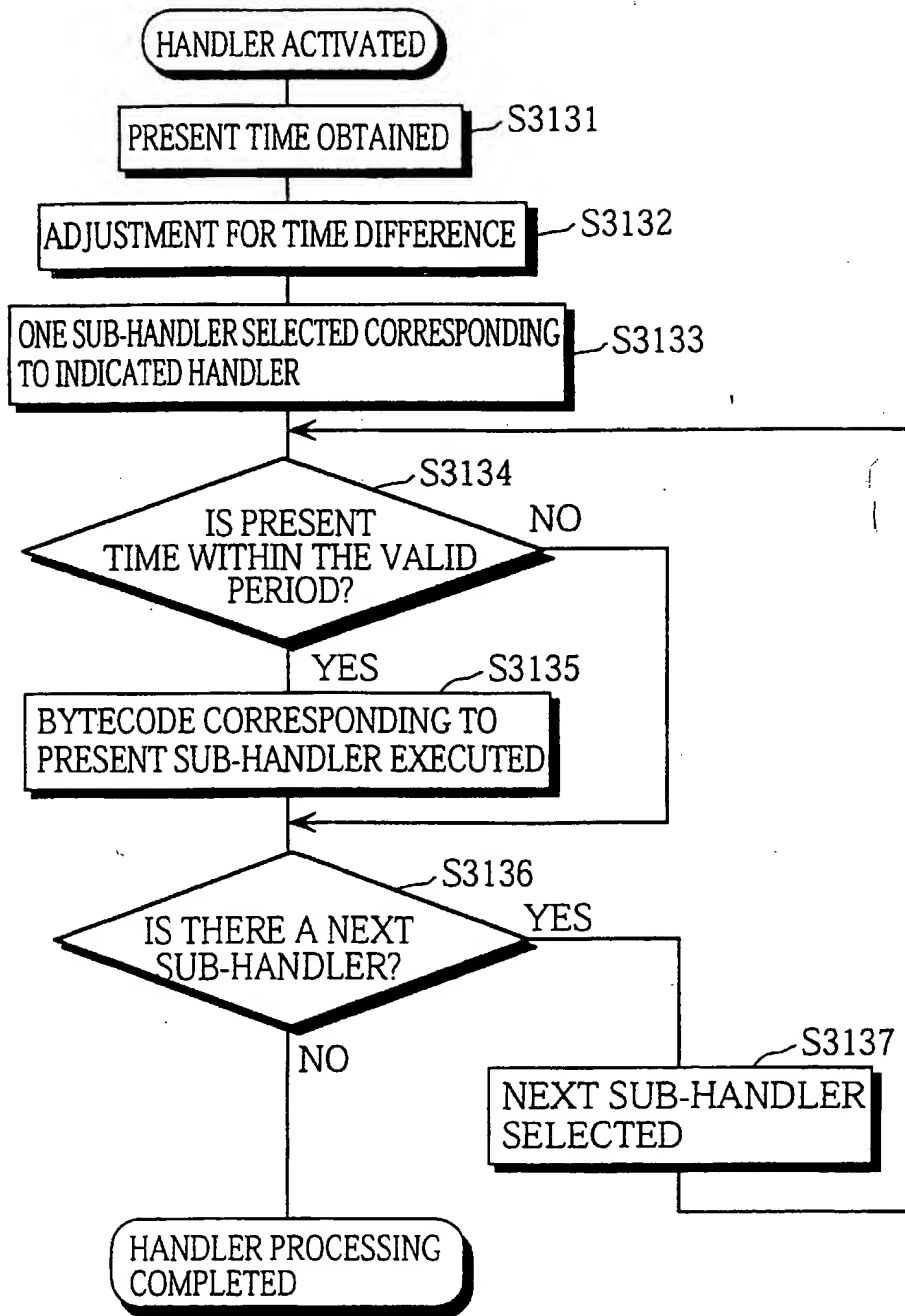 HANDLER ACTIVATED
PRESENT TIME OBTAINED
S3131
ADJUSTMENT FOR TIME DIFFERENCE
S3132
ONE SUB-HANDLER SELECTED CORRESPONDING
TO INDICATED HANDLER
S3133
S3134
IS PRESENT
TIME WITHIN THE VALID
PERIOD?
NO
YES
S3135
BYTECODE CORRESPONDING TO
PRESENT SUB-HANDLER EXECUTED
S3136
IS THERE A NEXT
SUB-HANDLER?
YES
NO
S3137
NEXT SUB-HANDLER
SELECTED
HANDLER PROCESSING
COMPLETED